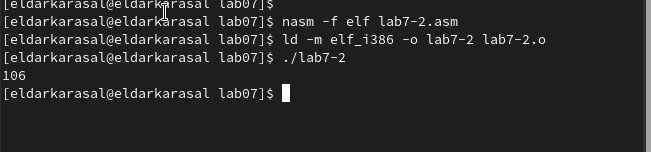 [eldarkarasal@eldarkarasal lab07]$
[eldarkarasal@eldarkarasal lab07]$ nasm -f elf lab7-2.asm
[eldarkarasal@eldarkarasal lab07]$ ld -m elf_i386 -o lab7-2 lab7-2.o
[eldarkarasal@eldarkarasal lab07]$ ./lab7-2
106
[eldarkarasal@eldarkarasal lab07]$